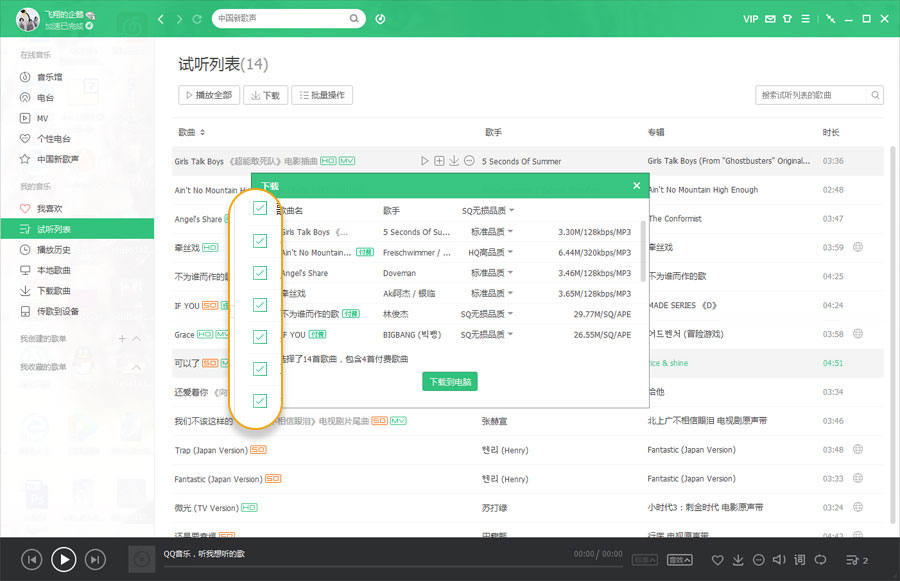 飞翔的企鹅
加速已完成
中国新歌声
VIP
在线音乐
音乐馆
电台
MV
个性电台
中国新歌声
我的音乐
我喜欢
试听列表
播放历史
本地歌曲
下载歌曲
传歌到设备
我创建的歌单
我收藏的歌单
试听列表(14)
播放全部 下载 批量操作
搜索试听列表的歌曲
歌曲 歌手 专辑 时长
Girls Talk Boys 《超能敢死队》电影插曲 HQ MV 5 Seconds Of Summer Girls Talk Boys (From "Ghostbusters" Original... 03:36
Ain't No Mountain Hi Ain't No Mountain High Enough 02:48
Angel's Share The Conformist 03:47
牵丝戏 HQ 牵丝戏 03:59
不为谁而作的歌 不为谁而作的歌 04:25
IF YOU SQ MADE SERIES 《D》 04:24
Grace HQ MV 어드벤쳐 (冒险游戏) 03:58
可以了 SQ rice & shine 04:51
还爱着你 《向 给他 03:34
我们不该这样的 不相信眼泪》电视剧片尾曲 SQ MV 张赫宣 北上广不相信眼泪 电视剧原声带 03:46
Trap (Japan Version) SQ 헨리 (Henry) Fantastic (Japan Version) 03:48
Fantastic (Japan Version) SQ 헨리 (Henry) Fantastic (Japan Version) 03:33
微光 (TV Version) HQ 苏打绿 小时代3：刺金时代 电影原声带 03:24
还是要幸福 SQ 田馥甄
下载
歌曲名 歌手 SQ无损品质
Girls Talk Boys 《... 5 Seconds Of Su... 标准品质 3.30M/128kbps/MP3
Ain't No Mountain... 付费 Freischwimmer / ... HQ高品质 6.44M/320kbps/MP3
Angel's Share Doveman 标准品质 3.46M/128kbps/MP3
牵丝戏 Aki阿杰 / 银临 标准品质 3.65M/128kbps/MP3
不为谁而作的歌 付费 林俊杰 SQ无损品质 29.77M/SQ/APE
IF YOU 付费 BIGBANG (빅뱅) SQ无损品质 26.55M/SQ/APE
选择了14首歌曲，包含4首付费歌曲
下载到电脑
QQ音乐，听我想听的歌
00:00 / 00:00
标准 音效 词 2